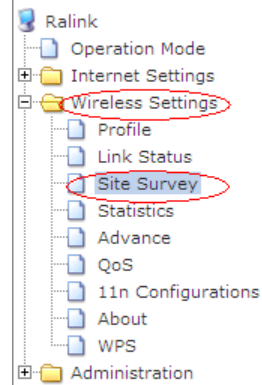 Ralink
Operation Mode
Internet Settings
Wireless Settings
Profile
Link Status
Site Survey
Statistics
Advance
QoS
11n Configurations
About
WPS
Administration